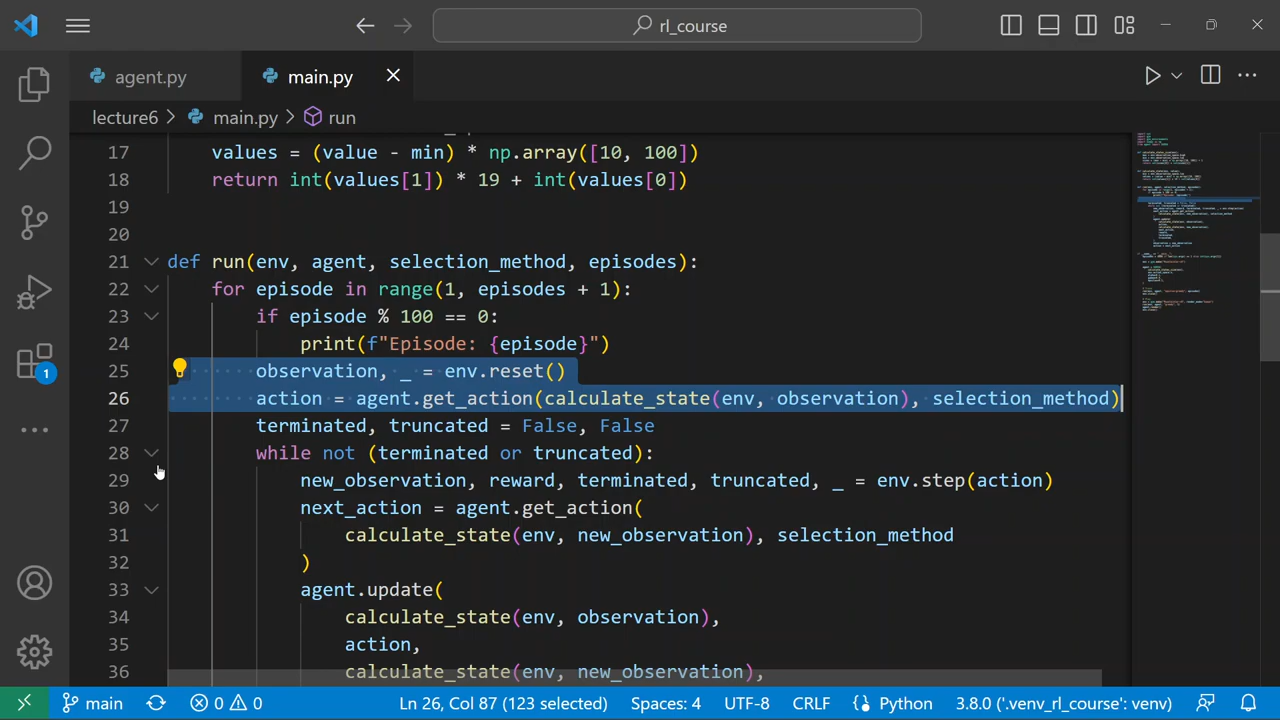 rl_course
agent.py
main.py
lecture6 > main.py > run
17 values = (value - min) * np.array([10, 100])
18 return int(values[1]) * 19 + int(values[0])
19
20
21 def run(env, agent, selection_method, episodes):
22 for episode in range(1, episodes + 1):
23 if episode % 100 == 0:
24 print(f"Episode: {episode}")
25 observation, _ = env.reset()
26 action = agent.get_action(calculate_state(env, observation), selection_method)
27 terminated, truncated = False, False
28 while not (terminated or truncated):
29 new_observation, reward, terminated, truncated, _ = env.step(action)
30 next_action = agent.get_action(
31 calculate_state(env, new_observation), selection_method
32 )
33 agent.update(
34 calculate_state(env, observation),
35 action,
36 calculate_state(env, new_observation),
1
main 0 0 Ln 26, Col 87 (123 selected) Spaces: 4 UTF-8 CRLF Python 3.8.0 ('.venv_rl_course': venv)